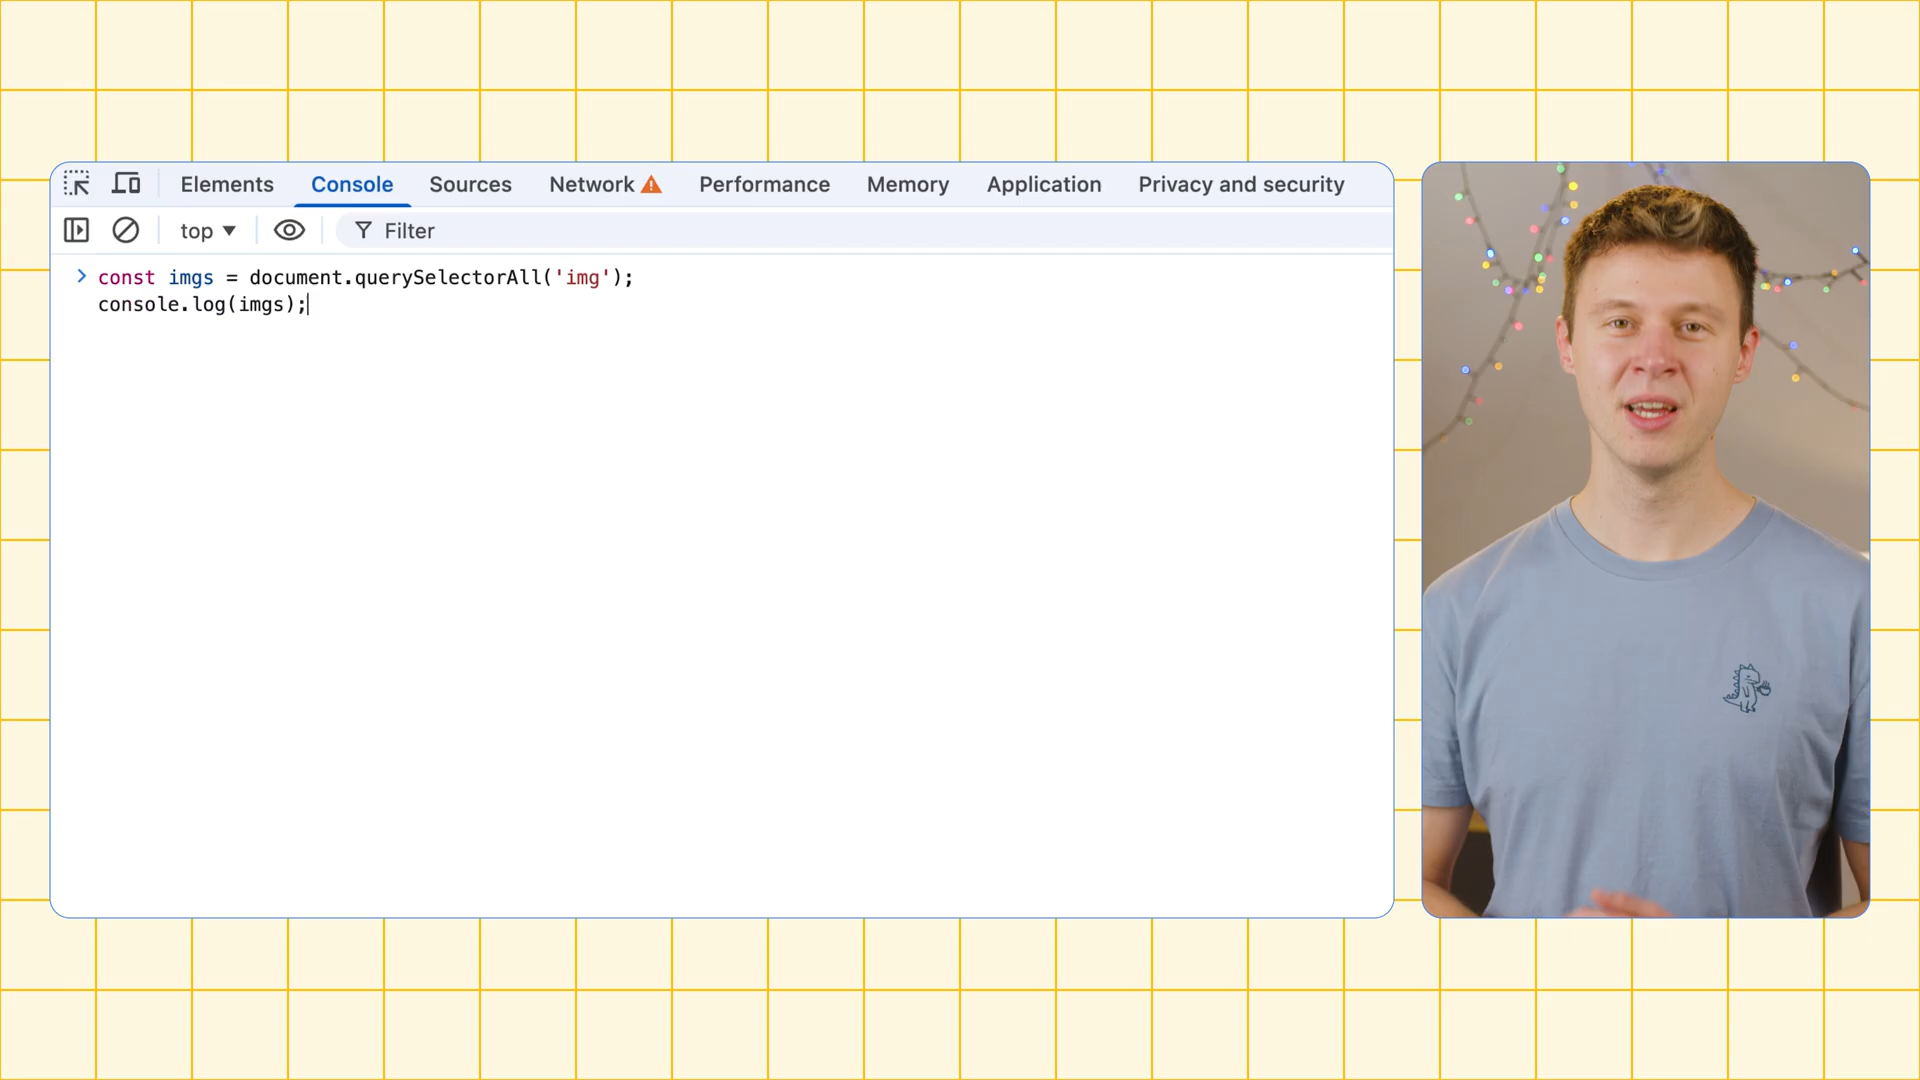 Elements Console Sources Network Performance Memory Application Privacy and security
top Filter
const imgs = document.querySelectorAll('img');
console.log(imgs);